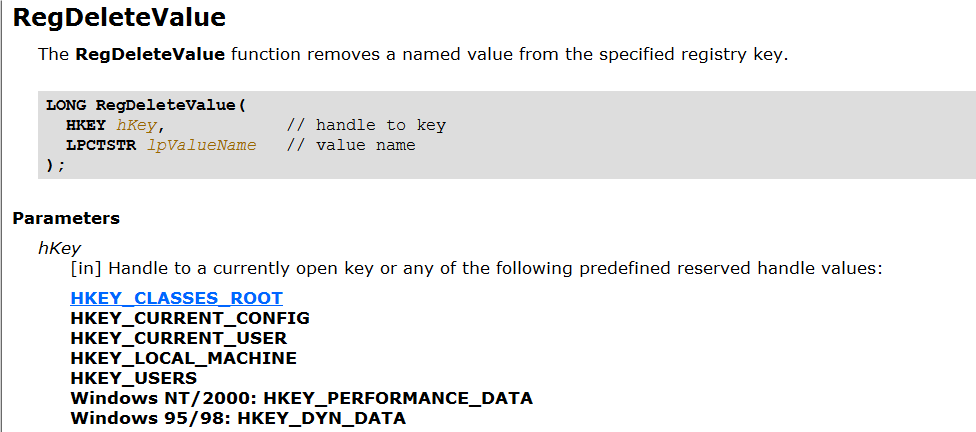 RegDeleteValue
The RegDeleteValue function removes a named value from the specified registry key.
LONG RegDeleteValue(
HKEY hKey, // handle to key
LPCTSTR lpValueName // value name
);
Parameters
hKey
[in] Handle to a currently open key or any of the following predefined reserved handle values:
HKEY_CLASSES_ROOT
HKEY_CURRENT_CONFIG
HKEY_CURRENT_USER
HKEY_LOCAL_MACHINE
HKEY_USERS
Windows NT/2000: HKEY_PERFORMANCE_DATA
Windows 95/98: HKEY_DYN_DATA